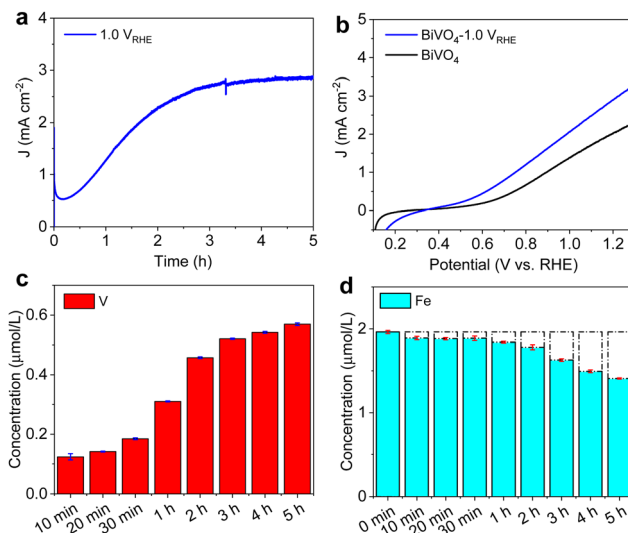 a
1.0 V_RHE
J (mA cm⁻²)
4
3
2
1
0
0 1 2 3 4 5
Time (h)
b
BiVO₄-1.0 V_RHE
BiVO₄
J (mA cm⁻²)
5
4
3
2
1
0
0.2 0.4 0.6 0.8 1.0 1.2
Potential (V vs. RHE)
c
V
Concentration (μmol/L)
0.6
0.4
0.2
0.0
10 min 20 min 30 min 1 h 2 h 3 h 4 h 5 h
d
Fe
Concentration (μmol/L)
2
1
0
0 min 10 min 20 min 30 min 1 h 2 h 3 h 4 h 5 h